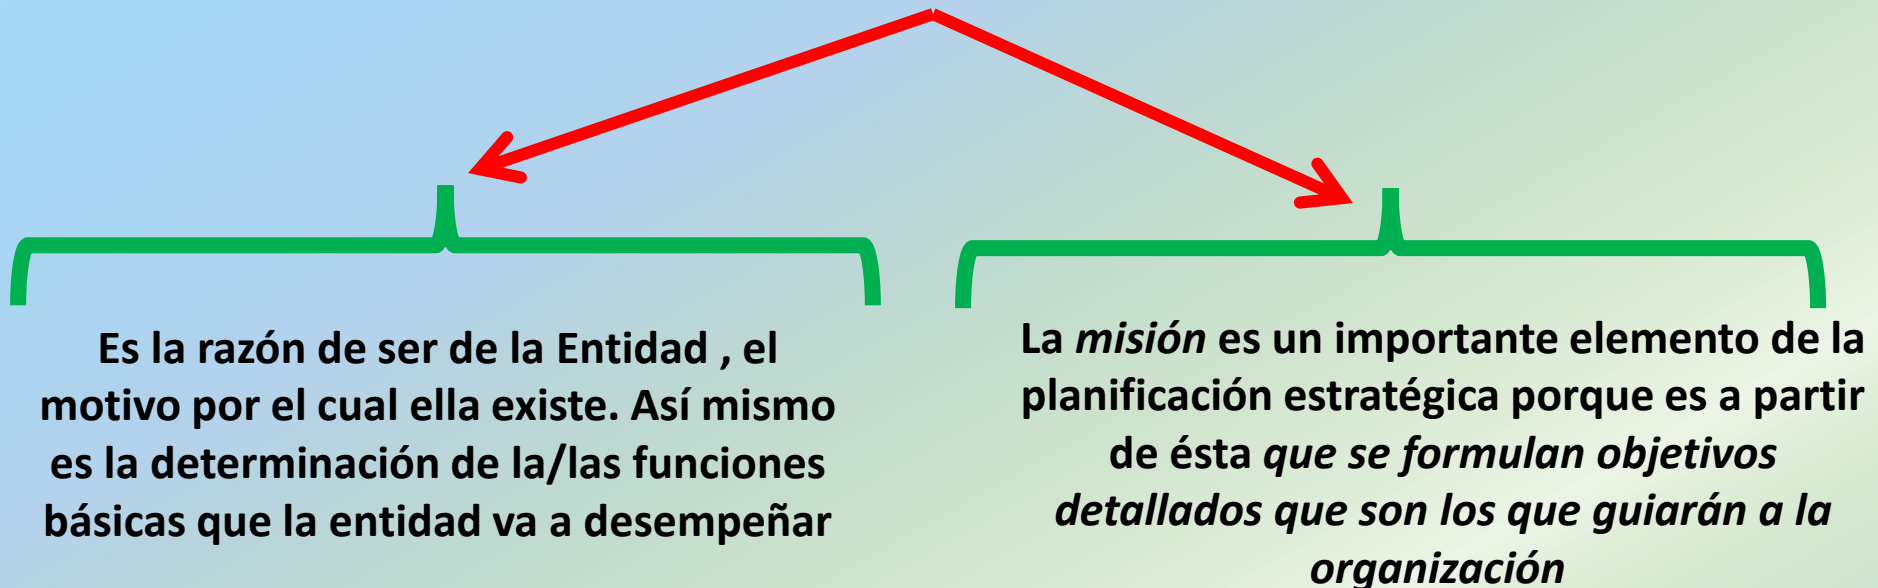 Es la razón de ser de la Entidad , el
motivo por el cual ella existe. Así mismo
es la determinación de la/las funciones
básicas que la entidad va a desempeñar
La misión es un importante elemento de la
planificación estratégica porque es a partir
de ésta que se formulan objetivos
detallados que son los que guiarán a la
organización